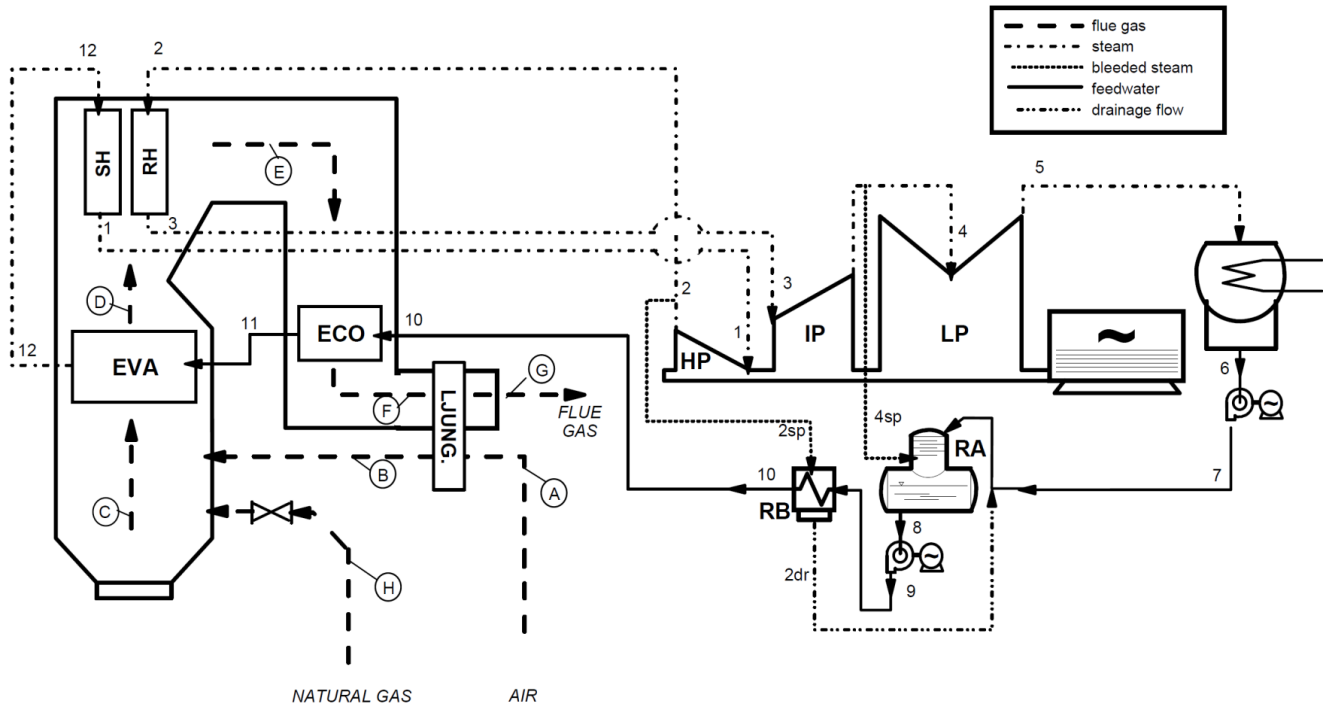 12
2
flue gas
steam
bleeded steam
feedwater
drainage flow
SH
RH
E
5
1
3
4
D
2
3
1
HP
IP
LP
~
12
EVA
11
ECO
10
F
G
FLUE
GAS
LJUNG.
6
~
B
A
C
2sp
4sp
RA
10
RB
7
8
~
9
2dr
H
NATURAL GAS
AIR